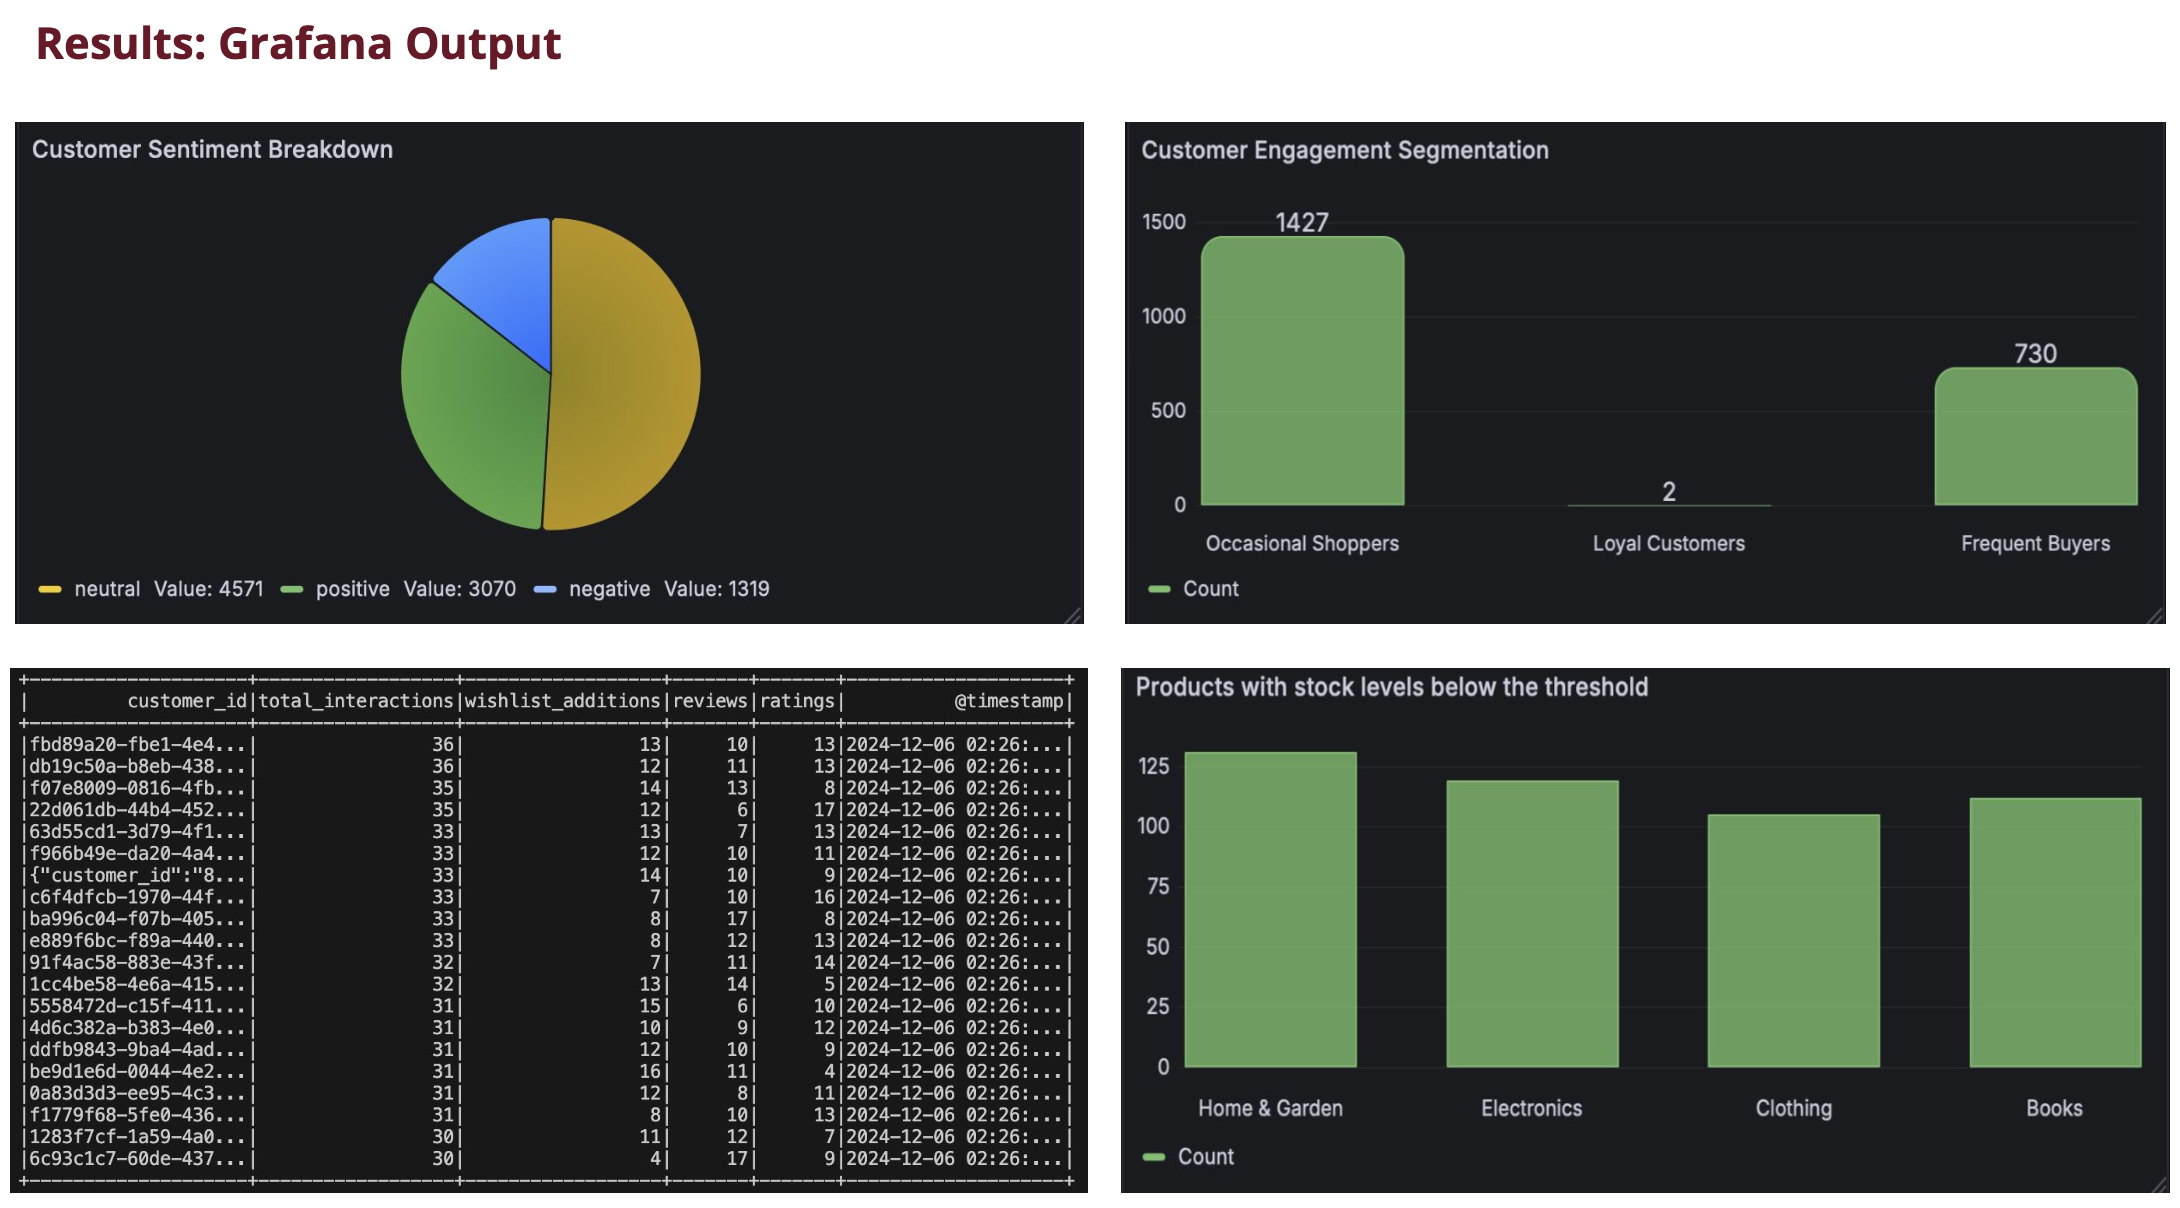 Results: Grafana Output
Customer Sentiment Breakdown
neutral Value: 4571 positive Value: 3070 negative Value: 1319
Customer Engagement Segmentation
1500
1000
500
0
1427
2
730
Occasional Shoppers Loyal Customers Frequent Buyers
Count
| customer_id|total_interactions|wishlist_additions|reviews|ratings| @timestamp|
|fbd89a20-fbe1-4e4...| 36| 13| 10| 13|2024-12-06 02:26:...|
|db19c50a-b8eb-438...| 36| 12| 11| 13|2024-12-06 02:26:...|
|f07e8009-0816-4fb...| 35| 14| 13| 8|2024-12-06 02:26:...|
|22d061db-44b4-452...| 35| 12| 6| 17|2024-12-06 02:26:...|
|63d55cd1-3d79-4f1...| 33| 13| 7| 13|2024-12-06 02:26:...|
|f966b49e-da20-4a4...| 33| 12| 10| 11|2024-12-06 02:26:...|
|{"customer_id":"8...| 33| 14| 10| 9|2024-12-06 02:26:...|
|c6f4dfcb-1970-44f...| 33| 7| 10| 16|2024-12-06 02:26:...|
|ba996c04-f07b-405...| 33| 8| 17| 8|2024-12-06 02:26:...|
|e889f6bc-f89a-440...| 33| 8| 12| 13|2024-12-06 02:26:...|
|91f4ac58-883e-43f...| 32| 7| 11| 14|2024-12-06 02:26:...|
|1cc4be58-4e6a-415...| 32| 13| 14| 5|2024-12-06 02:26:...|
|5558472d-c15f-411...| 31| 15| 6| 10|2024-12-06 02:26:...|
|4d6c382a-b383-4e0...| 31| 10| 9| 12|2024-12-06 02:26:...|
|ddfb9843-9ba4-4ad...| 31| 12| 10| 9|2024-12-06 02:26:...|
|be9d1e6d-0044-4e2...| 31| 16| 11| 4|2024-12-06 02:26:...|
|0a83d3d3-ee95-4c3...| 31| 12| 8| 11|2024-12-06 02:26:...|
|f1779f68-5fe0-436...| 31| 8| 10| 13|2024-12-06 02:26:...|
|1283f7cf-1a59-4a0...| 30| 11| 12| 7|2024-12-06 02:26:...|
|6c93c1c7-60de-437...| 30| 4| 17| 9|2024-12-06 02:26:...|
Products with stock levels below the threshold
125
100
75
50
25
0
Home & Garden Electronics Clothing Books
Count